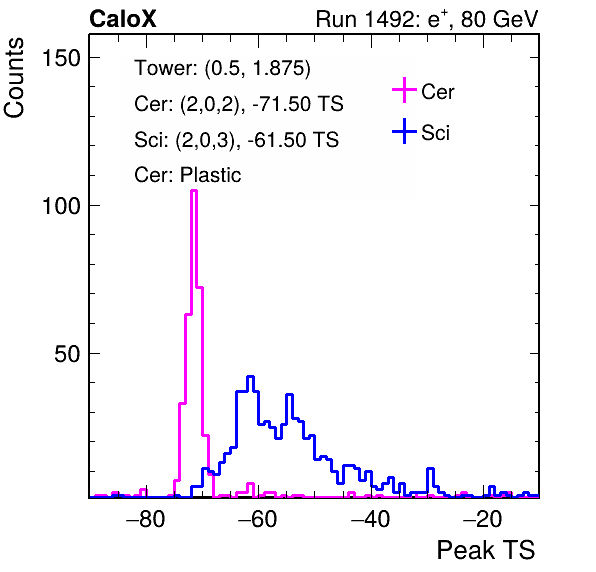 CaloX Run 1492: e⁺, 80 GeV
Counts
Tower: (0.5, 1.875)
Cer: (2,0,2), -71.50 TS
Sci: (2,0,3), -61.50 TS
Cer: Plastic
Cer
Sci
150
100
50
−80 −60 −40 −20
Peak TS